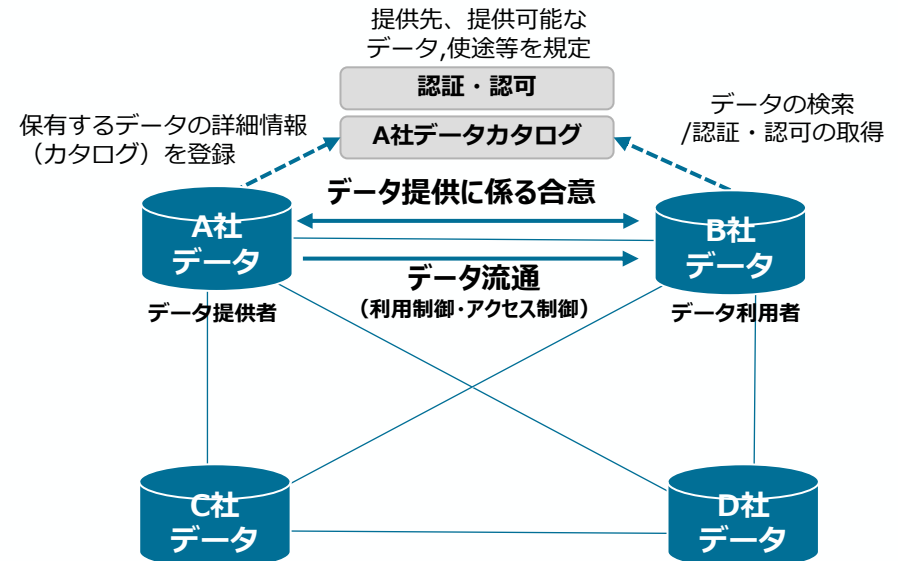 提供先、提供可能な
データ,使途等を規定
認証・認可
A社データカタログ
保有するデータの詳細情報
（カタログ）を登録
データの検索
/認証・認可の取得
データ提供に係る合意
A社
データ
B社
データ
データ流通
（利用制御・アクセス制御）
データ提供者
データ利用者
C社
データ
D社
データ